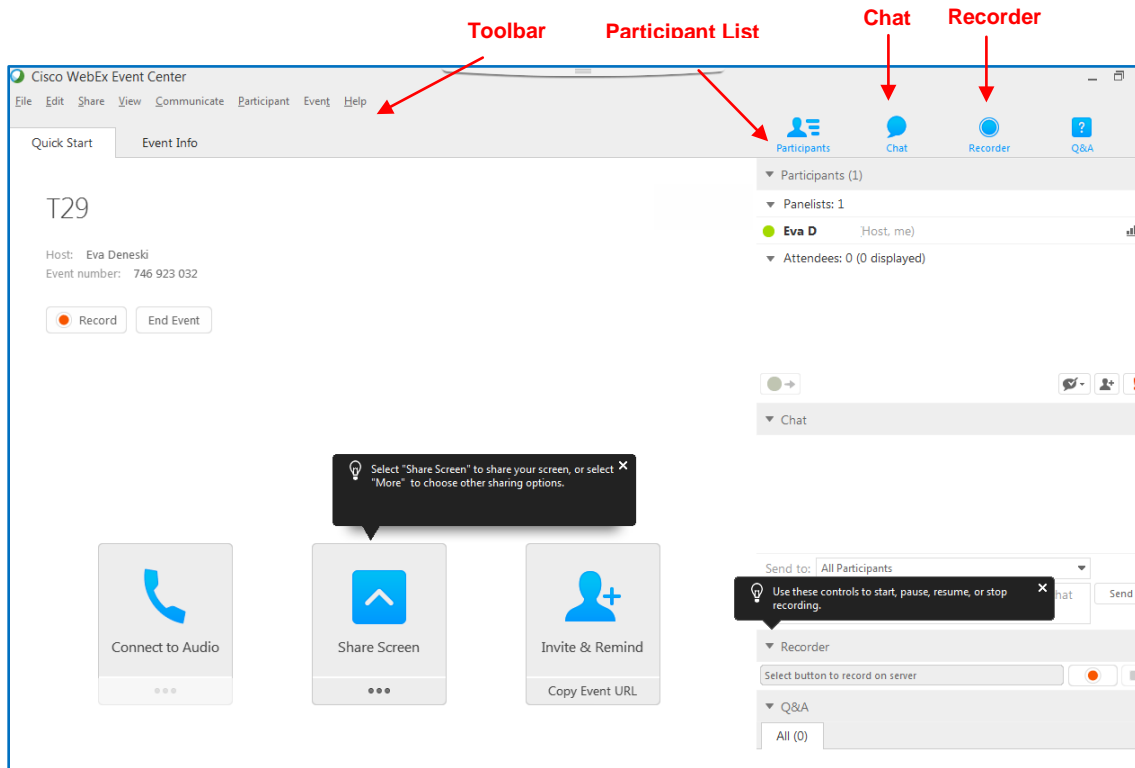 Chat
Recorder
Toolbar
Participant List
Cisco WebEx Event Center
File Edit Share View Communicate Participant Event Help
Quick Start
Event Info
Participants
Chat
Recorder
?
Q&A
T29
Host: Eva Deneski
Event number: 746 923 032
Record
End Event
Participants (1)
Panelists: 1
Eva D
Host, me)
Attendees: 0 (0 displayed)
Chat
Select "Share Screen" to share your screen, or select
"More" to choose other sharing options.
Connect to Audio
Share Screen
Invite & Remind
Copy Event URL
Send to: All Participants
Use these controls to start, pause, resume, or stop
recording.
hat
Send
Recorder
Select button to record on server
Q&A
All (0)